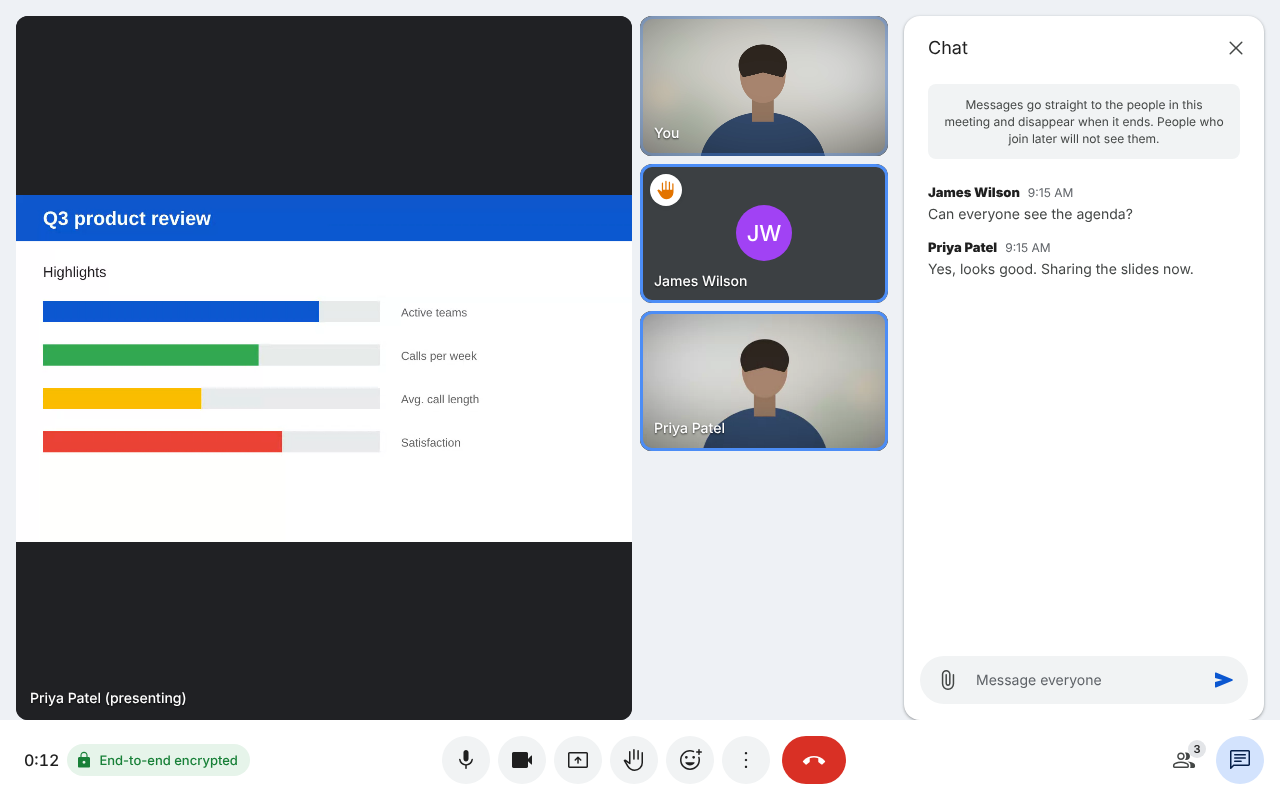 Q3 product review
Highlights
Active teams
Calls per week
Avg. call length
Satisfaction
Priya Patel (presenting)
You
JW
James Wilson
Priya Patel
Chat
Messages go straight to the people in this
meeting and disappear when it ends. People who
join later will not see them.
James Wilson 9:15 AM
Can everyone see the agenda?
Priya Patel 9:15 AM
Yes, looks good. Sharing the slides now.
Message everyone
0:12
End-to-end encrypted
3